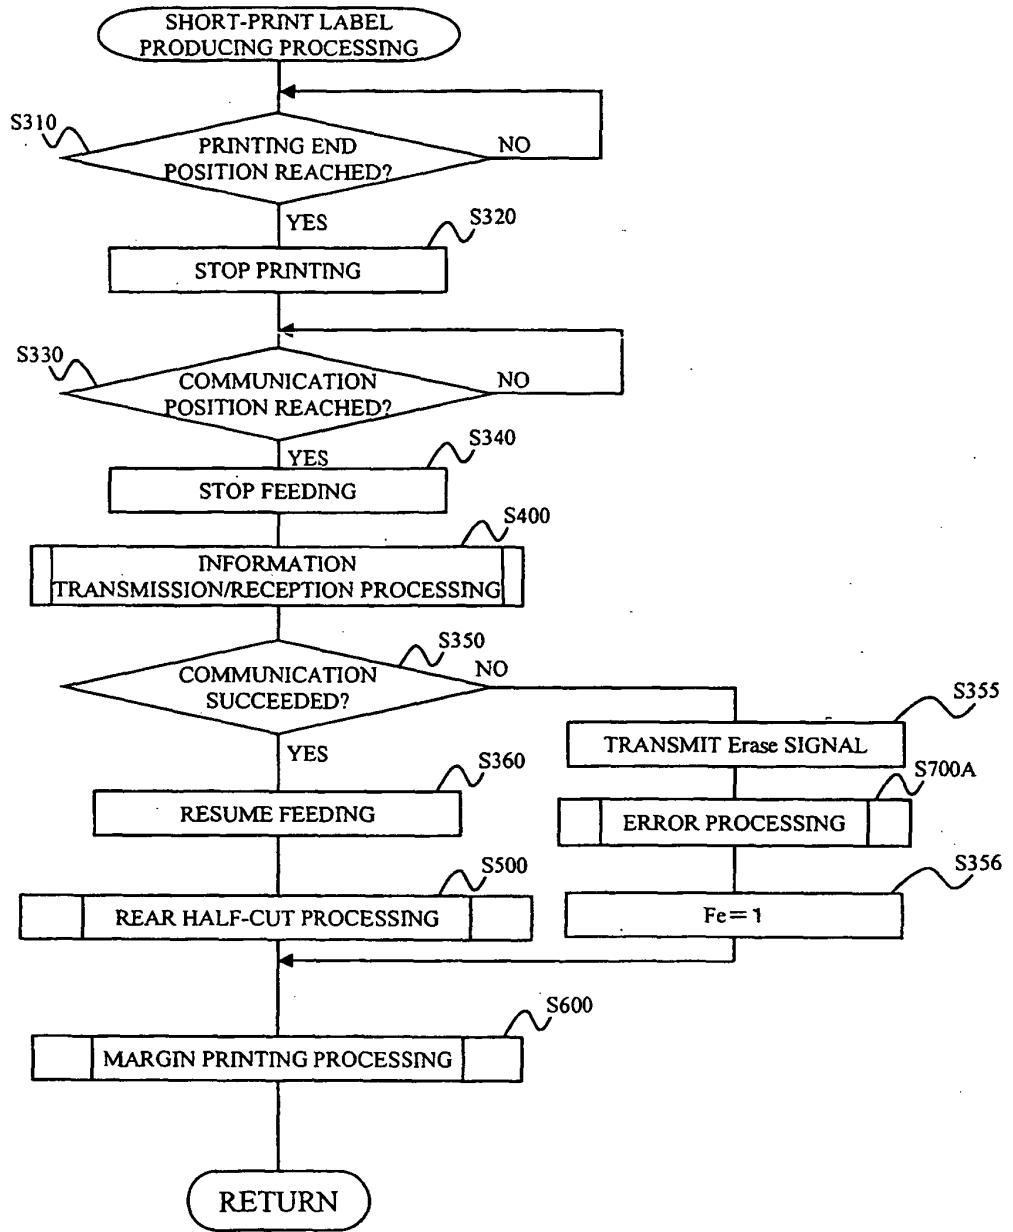 SHORT-PRINT LABEL
PRODUCING PROCESSING
S310
PRINTING END
POSITION REACHED?
NO
YES
S320
STOP PRINTING
S330
COMMUNICATION
POSITION REACHED?
NO
YES
S340
STOP FEEDING
S400
INFORMATION
TRANSMISSION/RECEPTION PROCESSING
S350
COMMUNICATION
SUCCEEDED?
NO
YES
S355
TRANSMIT Erase SIGNAL
S360
RESUME FEEDING
S700A
ERROR PROCESSING
S500
REAR HALF-CUT PROCESSING
S356
Fe=1
S600
MARGIN PRINTING PROCESSING
RETURN